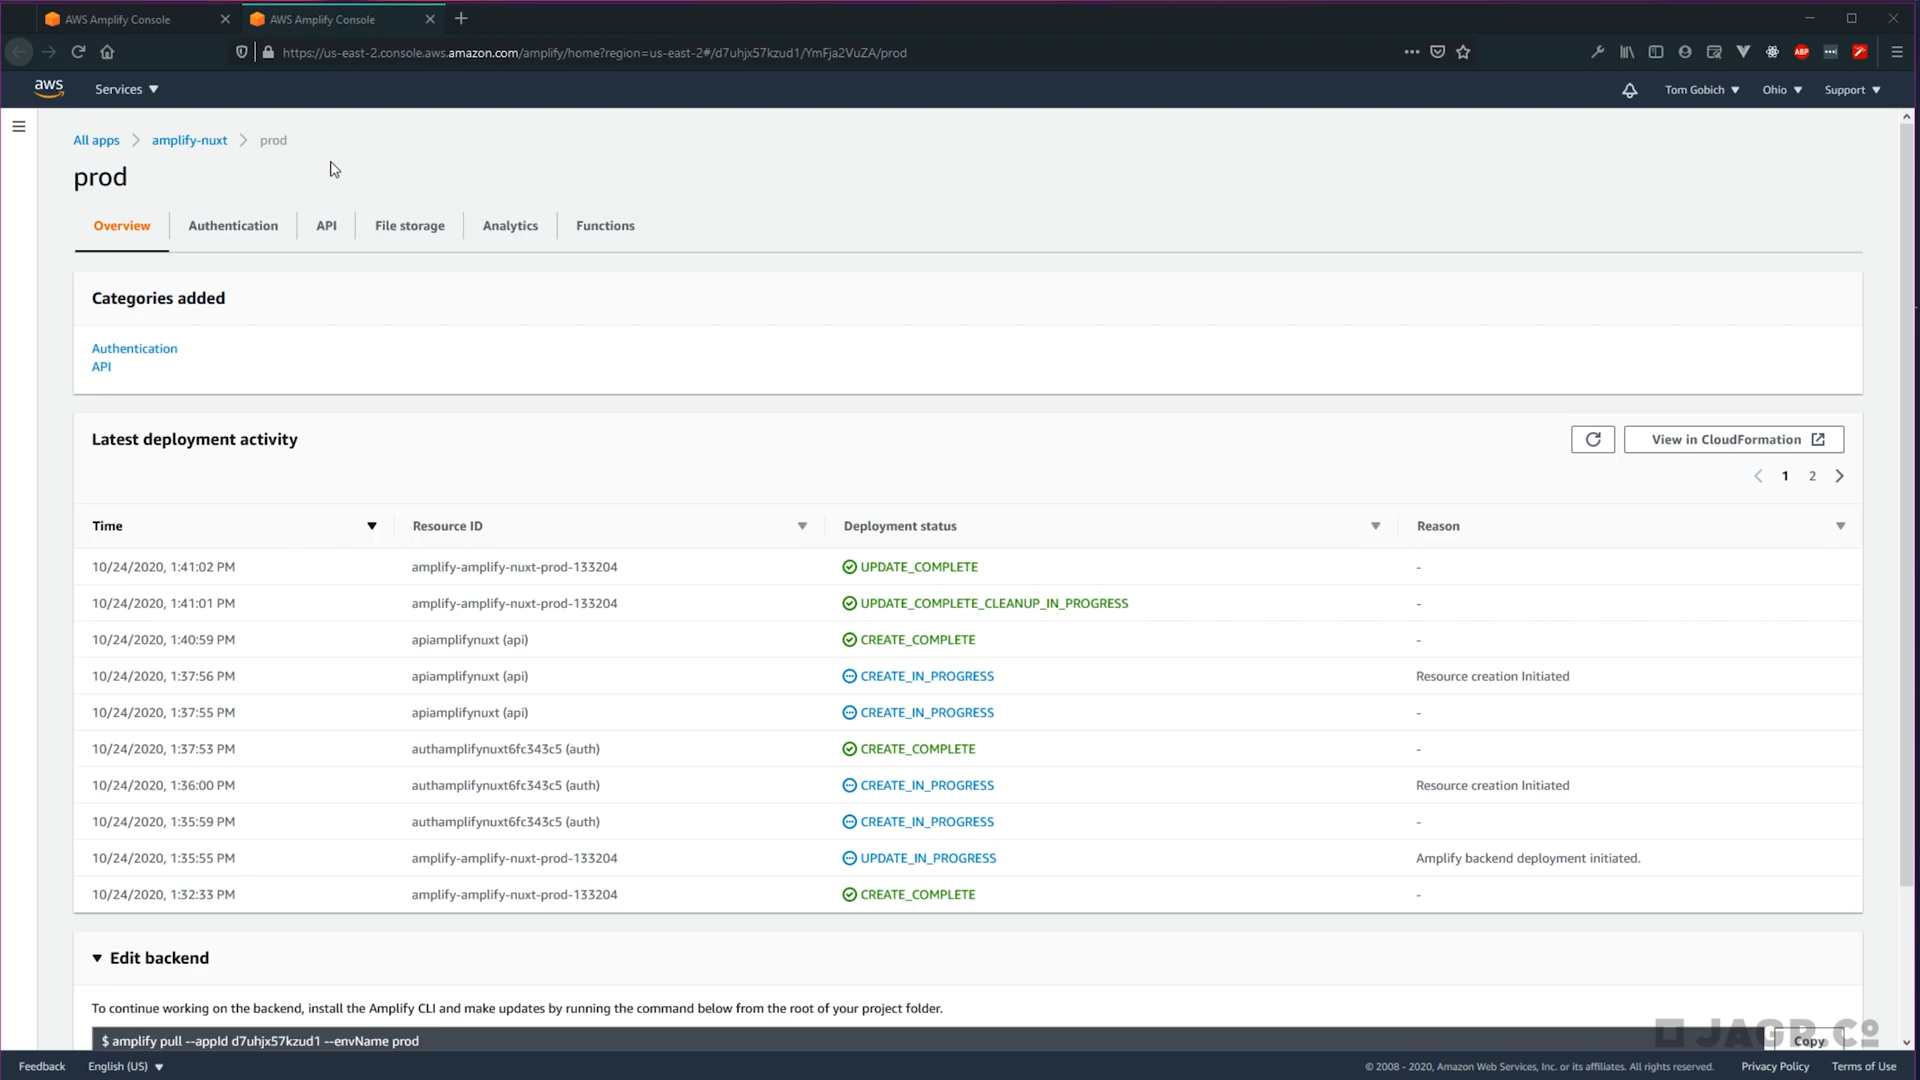 AWS Amplify Console
AWS Amplify Console
https://us-east-2.console.aws.amazon.com/amplify/home?region=us-east-2#/d7uhjx57kzud1/YmFja2VuZA/prod
ABP
aws
Services
Tom Gobich
Ohio
Support
All apps
amplify-nuxt
prod
prod
Overview
Authentication
API
File storage
Analytics
Functions
Categories added
Authentication
API
Latest deployment activity
View in CloudFormation
1 2
Time Resource ID Deployment status Reason
10/24/2020, 1:41:02 PM amplify-amplify-nuxt-prod-133204 UPDATE_COMPLETE -
10/24/2020, 1:41:01 PM amplify-amplify-nuxt-prod-133204 UPDATE_COMPLETE_CLEANUP_IN_PROGRESS -
10/24/2020, 1:40:59 PM apiamplifynuxt (api) CREATE_COMPLETE -
10/24/2020, 1:37:56 PM apiamplifynuxt (api) CREATE_IN_PROGRESS Resource creation Initiated
10/24/2020, 1:37:55 PM apiamplifynuxt (api) CREATE_IN_PROGRESS -
10/24/2020, 1:37:53 PM authamplifynuxt6fc343c5 (auth) CREATE_COMPLETE -
10/24/2020, 1:36:00 PM authamplifynuxt6fc343c5 (auth) CREATE_IN_PROGRESS Resource creation Initiated
10/24/2020, 1:35:59 PM authamplifynuxt6fc343c5 (auth) CREATE_IN_PROGRESS -
10/24/2020, 1:35:55 PM amplify-amplify-nuxt-prod-133204 UPDATE_IN_PROGRESS Amplify backend deployment initiated.
10/24/2020, 1:32:33 PM amplify-amplify-nuxt-prod-133204 CREATE_COMPLETE -
Edit backend
To continue working on the backend, install the Amplify CLI and make updates by running the command below from the root of your project folder.
$ amplify pull --appId d7uhjx57kzud1 --envName prod
Copy
JAGR.Co
Feedback
English (US)
© 2008 - 2020, Amazon Web Services, Inc. or its affiliates. All rights reserved.
Privacy Policy
Terms of Use